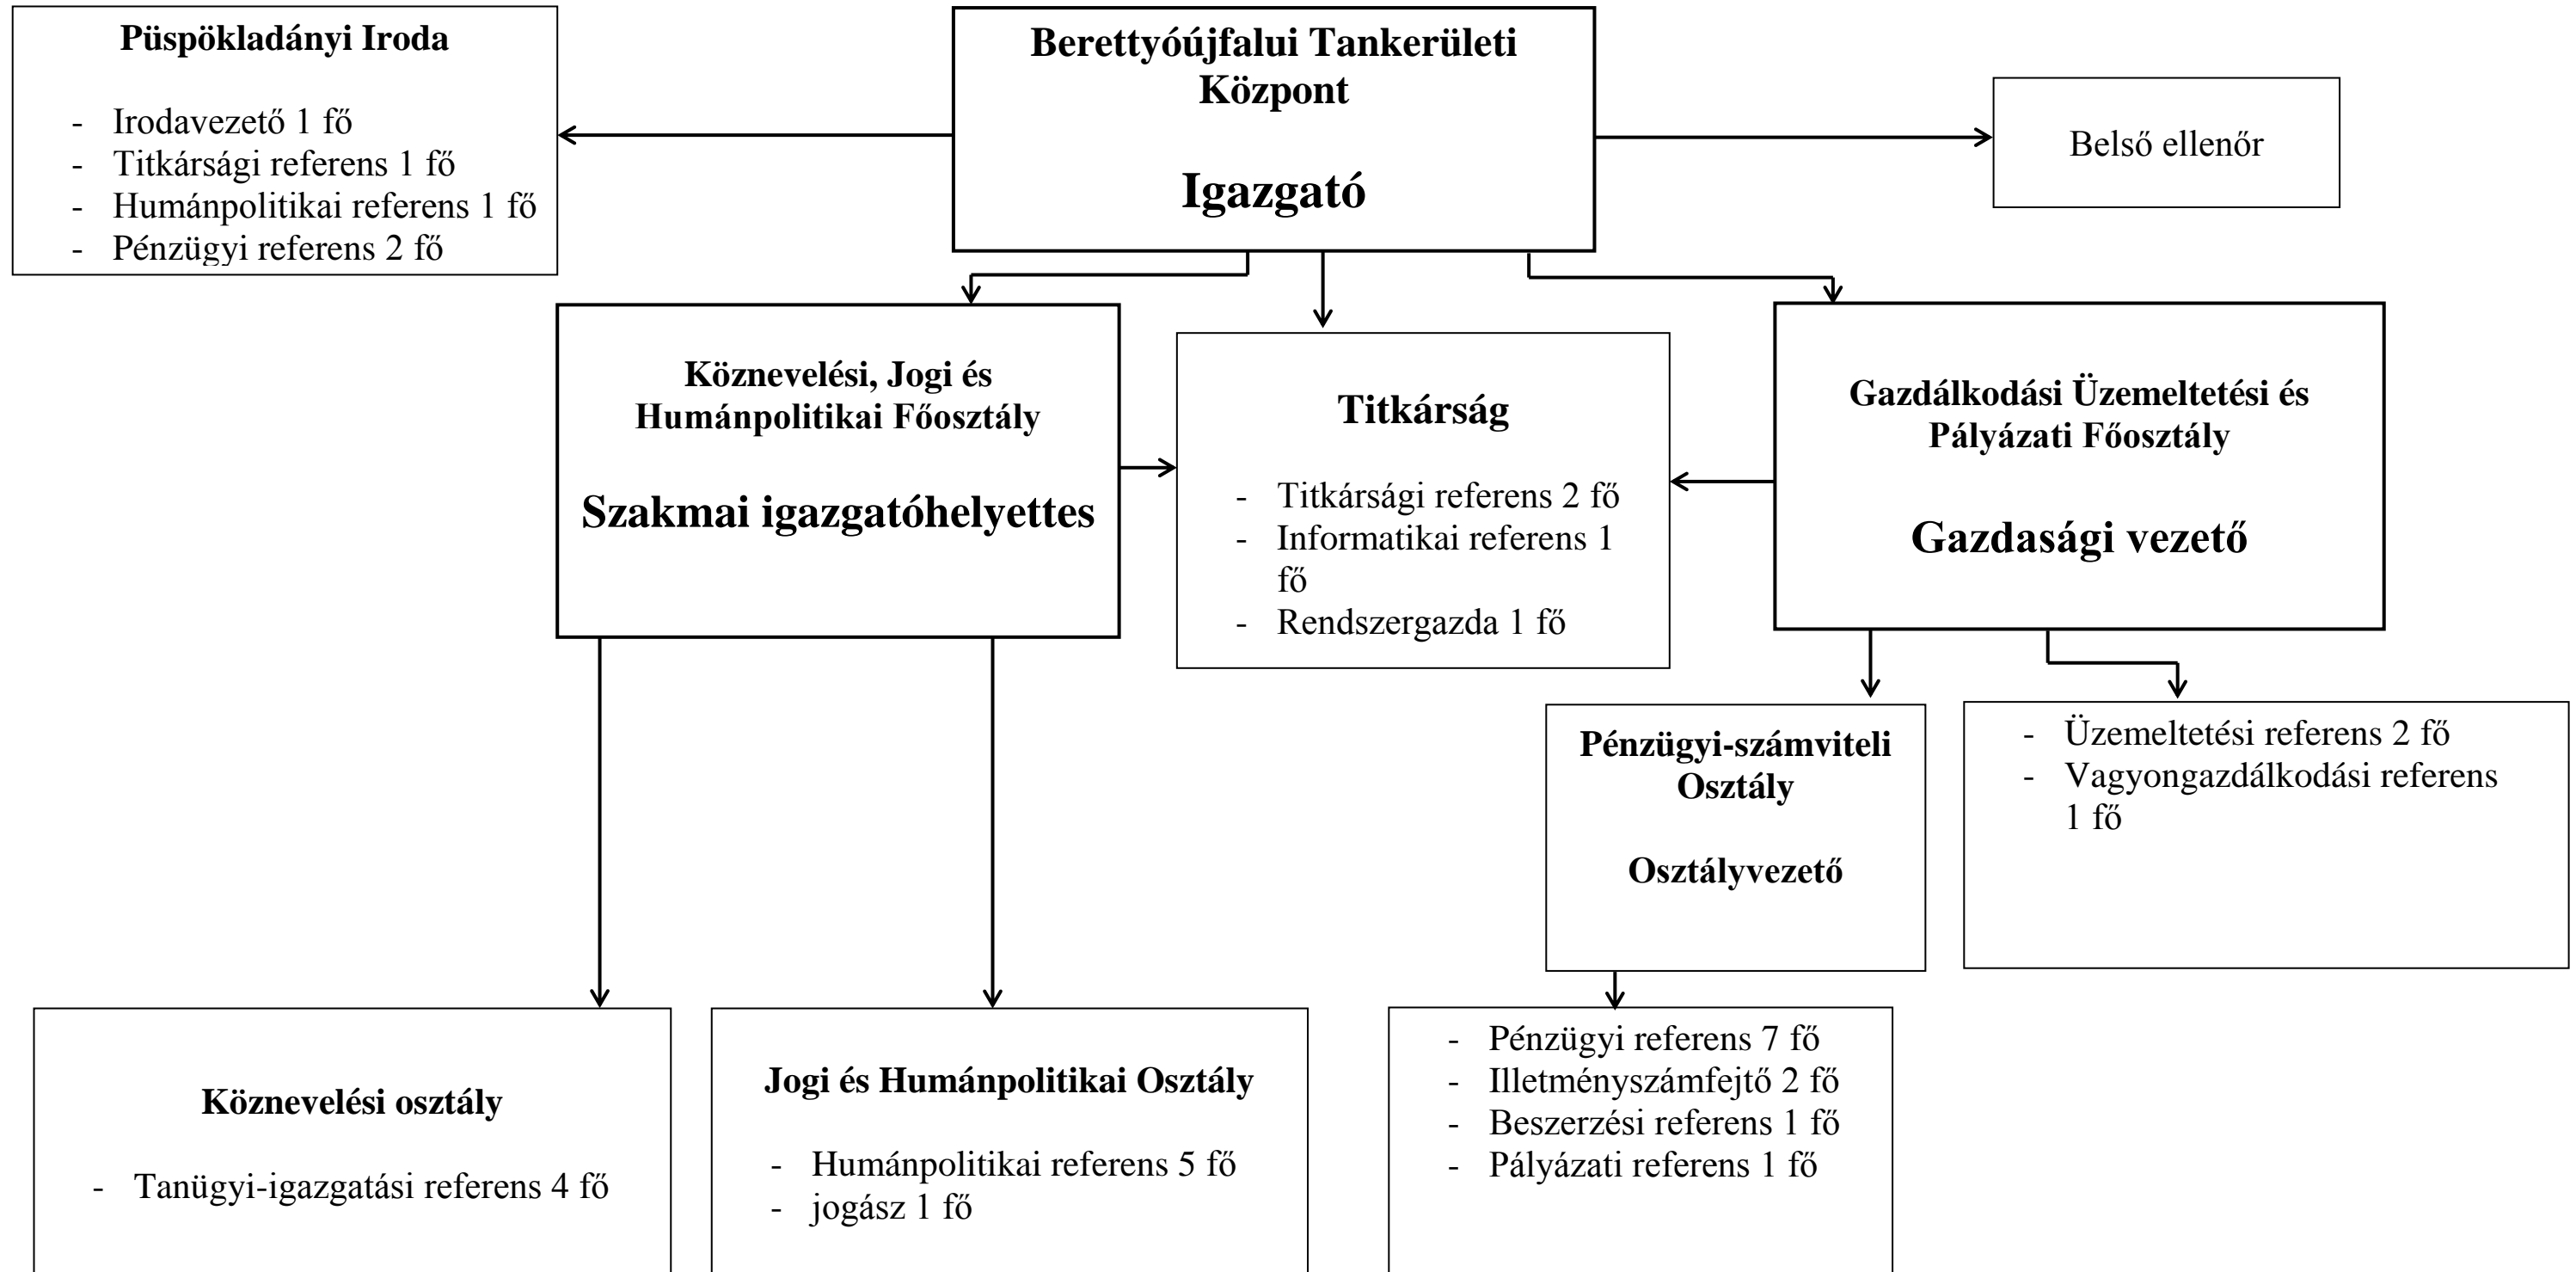 Püspökladányi Iroda
- Irodavezető 1 fő
- Titkársági referens 1 fő
- Humánpolitikai referens 1 fő
- Pénzügyi referens 2 fő
Berettyóújfalui Tankerületi
Központ
Igazgató
Belső ellenőr
Köznevelési, Jogi és
Humánpolitikai Főosztály
Szakmai igazgatóhelyettes
Titkárság
- Titkársági referens 2 fő
- Informatikai referens 1
fő
- Rendszergazda 1 fő
Gazdálkodási Üzemeltetési és
Pályázati Főosztály
Gazdasági vezető
Pénzügyi-számviteli
Osztály
Osztályvezető
- Üzemeltetési referens 2 fő
- Vagyongazdálkodási referens
1 fő
Köznevelési osztály
- Tanügyi-igazgatási referens 4 fő
Jogi és Humánpolitikai Osztály
- Humánpolitikai referens 5 fő
- jogász 1 fő
- Pénzügyi referens 7 fő
- Illetményszámfejtő 2 fő
- Beszerzési referens 1 fő
- Pályázati referens 1 fő